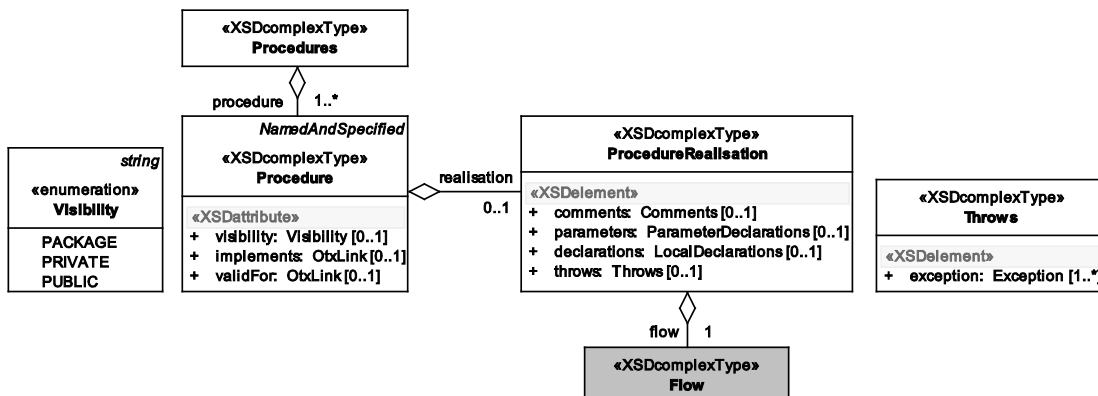 «XSDcomplexType»
Procedures
procedure
1..*
NamedAndSpecified
«XSDcomplexType»
Procedure
«XSDattribute»
+ visibility: Visibility [0..1]
+ implements: OtxLink [0..1]
+ validFor: OtxLink [0..1]
string
«enumeration»
Visibility
PACKAGE
PRIVATE
PUBLIC
realisation
0..1
«XSDcomplexType»
ProcedureRealisation
«XSDelement»
+ comments: Comments [0..1]
+ parameters: ParameterDeclarations [0..1]
+ declarations: LocalDeclarations [0..1]
+ throws: Throws [0..1]
«XSDcomplexType»
Throws
«XSDelement»
+ exception: Exception [1..*]
flow
1
«XSDcomplexType»
Flow